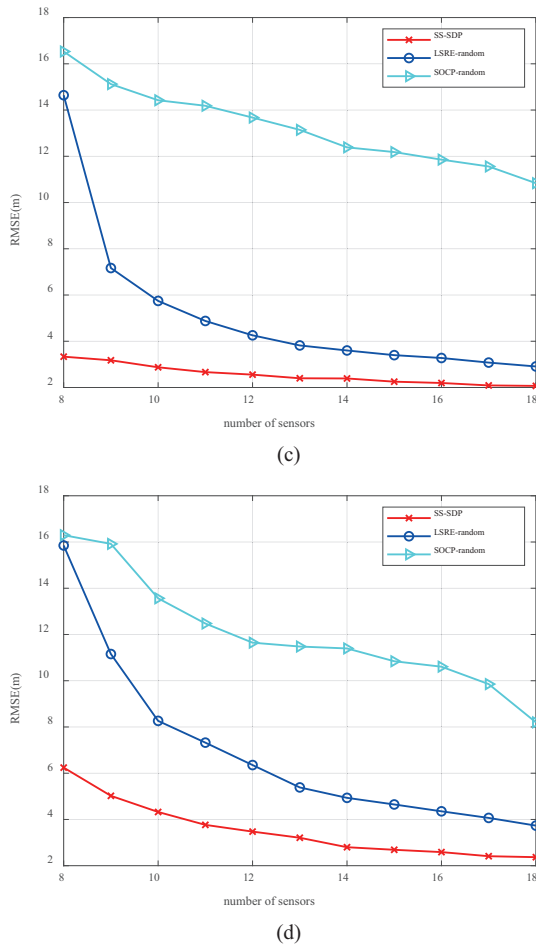 18
16
14
12
10
8
6
4
2
RMSE(m)
SS-SDP
LSRE-random
SOCP-random
8 10 12 14 16 18
number of sensors
(c)
18
16
14
12
10
8
6
4
2
RMSE(m)
SS-SDP
LSRE-random
SOCP-random
8 10 12 14 16 18
number of sensors
(d)